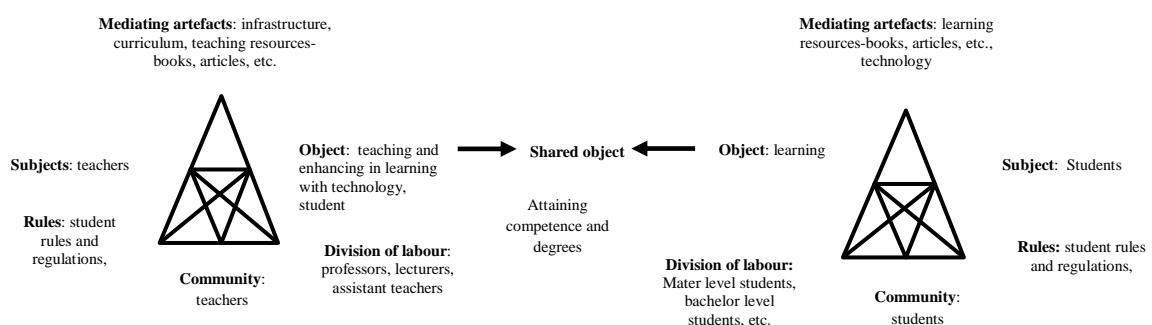 Mediating artefacts: infrastructure,
curriculum, teaching resources-
books, articles, etc.
Subjects: teachers
Object: teaching and
enhancing in learning
with technology,
student
Rules: student
rules and
regulations,
Division of labour:
professors, lecturers,
assistant teachers
Community:
teachers
Shared object
Attaining
competence and
degrees
Mediating artefacts: learning
resources-books, articles, etc.,
technology
Object: learning
Subject: Students
Division of labour:
Mater level students,
bachelor level
students, etc.
Community:
students
Rules: student rules
and regulations,